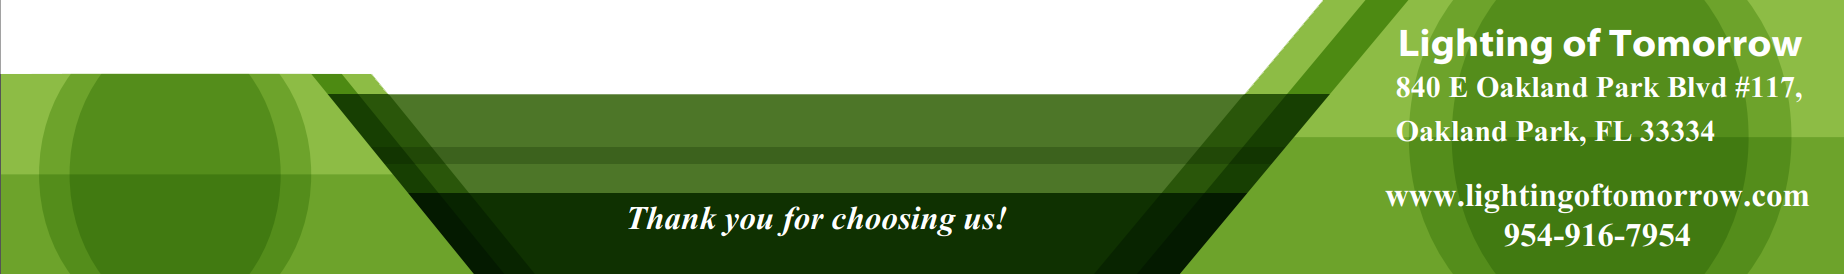 Lighting of Tomorrow
840 E Oakland Park Blvd #117,
Oakland Park, FL 33334
www.lightingoftomorrow.com
954-916-7954
Thank you for choosing us!